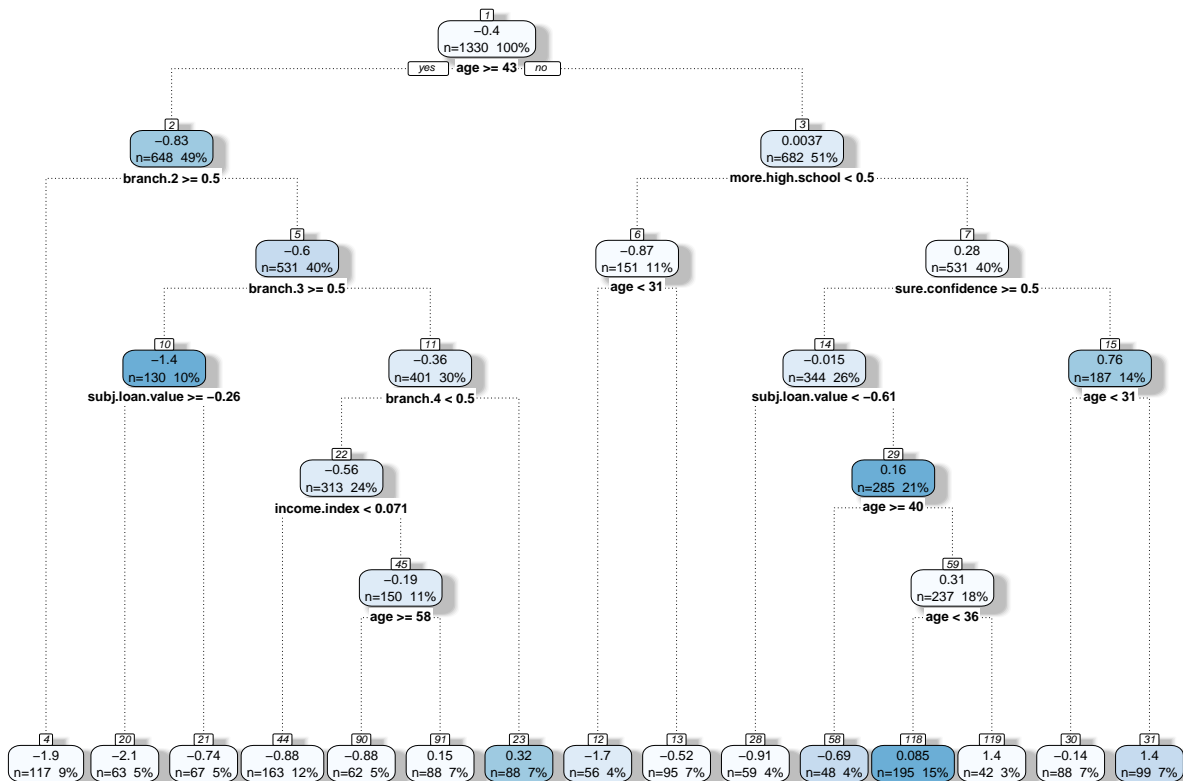 1
−0.4
n=1330 100%
yes age >= 43 no
2
−0.83
n=648 49%
branch.2 >= 0.5
3
0.0037
n=682 51%
more.high.school < 0.5
5
−0.6
n=531 40%
branch.3 >= 0.5
6
−0.87
n=151 11%
age < 31
7
0.28
n=531 40%
sure.confidence >= 0.5
10
−1.4
n=130 10%
subj.loan.value >= −0.26
11
−0.36
n=401 30%
branch.4 < 0.5
14
−0.015
n=344 26%
subj.loan.value < −0.61
15
0.76
n=187 14%
age < 31
22
−0.56
n=313 24%
income.index < 0.071
29
0.16
n=285 21%
age >= 40
45
−0.19
n=150 11%
age >= 58
59
0.31
n=237 18%
age < 36
4
−1.9
n=117 9%
20
−2.1
n=63 5%
21
−0.74
n=67 5%
44
−0.88
n=163 12%
90
−0.88
n=62 5%
91
0.15
n=88 7%
23
0.32
n=88 7%
12
−1.7
n=56 4%
13
−0.52
n=95 7%
28
−0.91
n=59 4%
58
−0.69
n=48 4%
118
0.085
n=195 15%
119
1.4
n=42 3%
30
−0.14
n=88 7%
31
1.4
n=99 7%